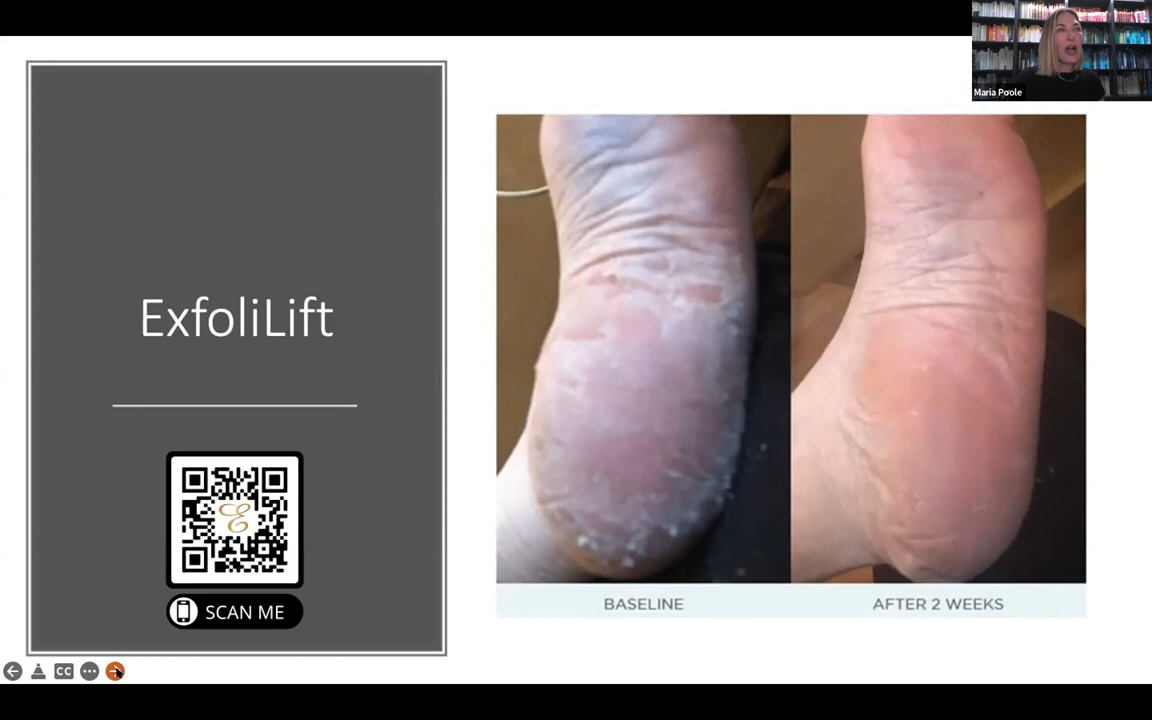 Maria Poole
ExfoliLift
E
SCAN ME
BASELINE
AFTER 2 WEEKS
CC